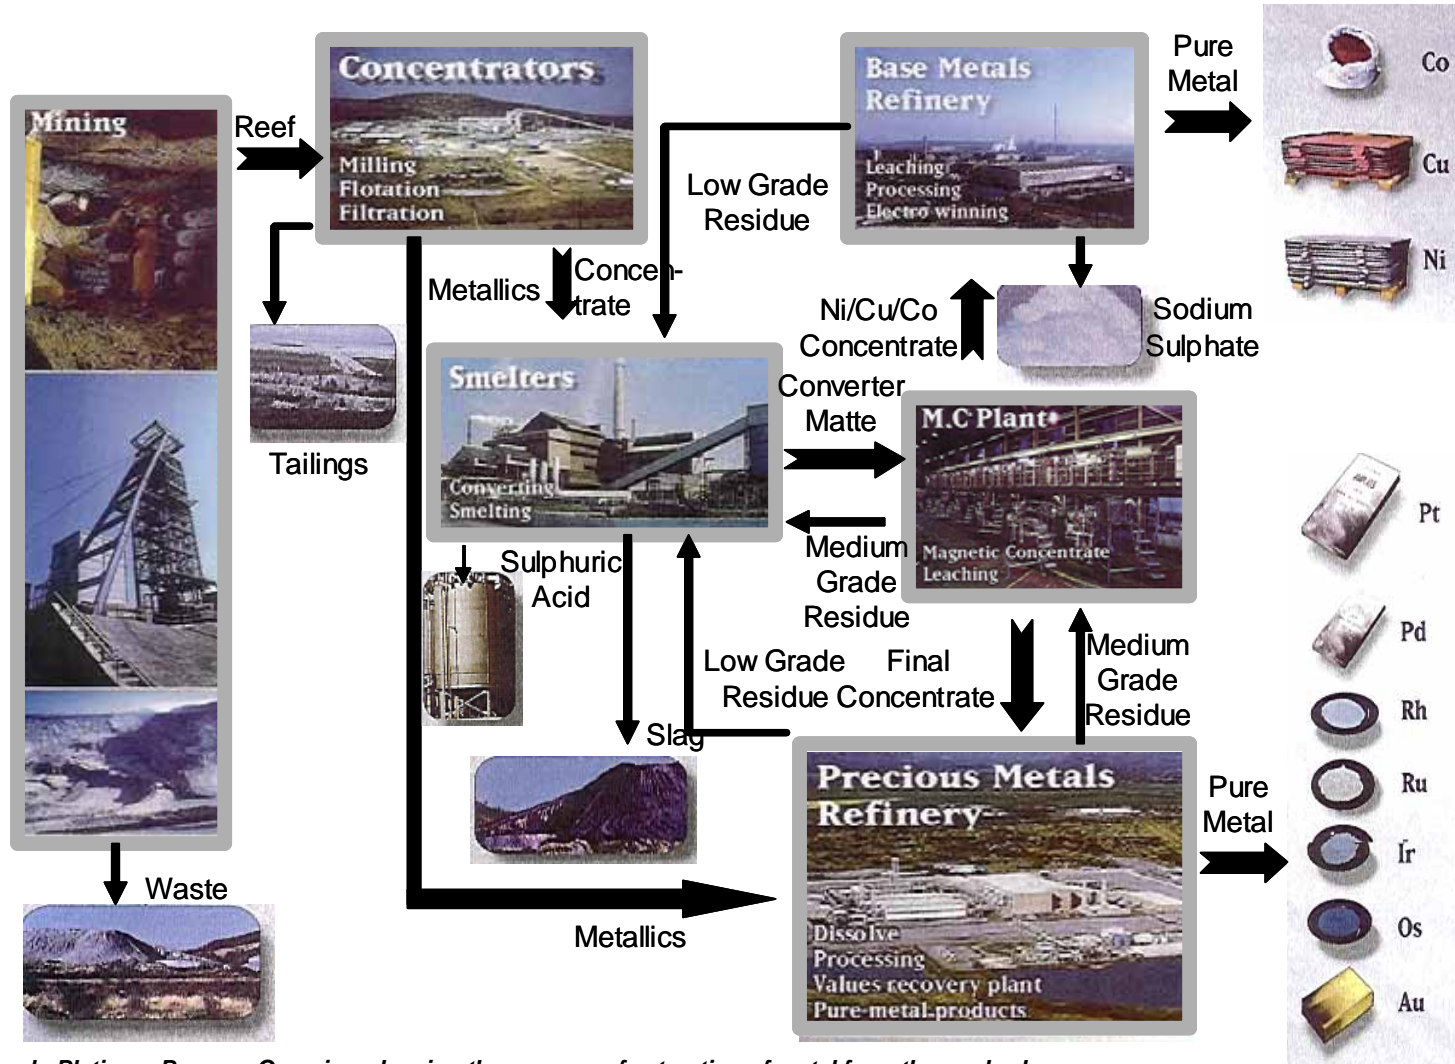 Mining
Reef
Concentrators
Milling
Flotation
Filtration
Base Metals
Refinery
Leaching
Processing
Electro winning
Pure
Metal
Co
Cu
Ni
Low Grade
Residue
Metallics
Concen-
trate
Ni/Cu/Co
Concentrate
Sodium
Sulphate
Tailings
Smelters
Converting
Smelting
Converter
Matte
M.C Plant
Magnetic Concentrate
Leaching
Medium
Grade
Residue
Sulphuric
Acid
Slag
Low Grade
Residue
Final
Concentrate
Medium
Grade
Residue
Waste
Metallics
Precious Metals
Refinery
Dissolve
Processing
Values recovery plant
Pure-metal-products
Pure
Metal
Pt
Pd
Rh
Ru
Ir
Os
Au